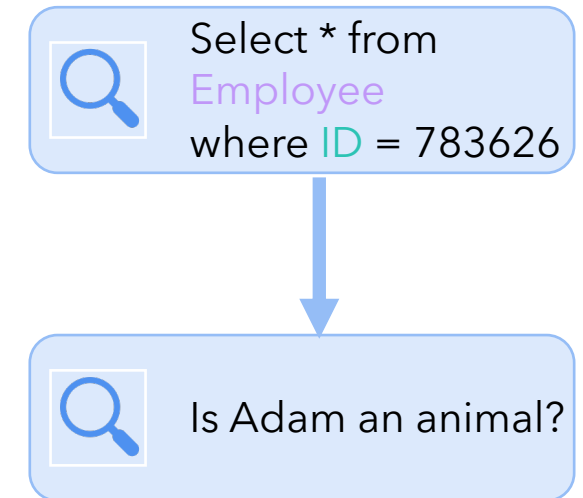 Select * from
Employee
where ID = 783626
Is Adam an animal?